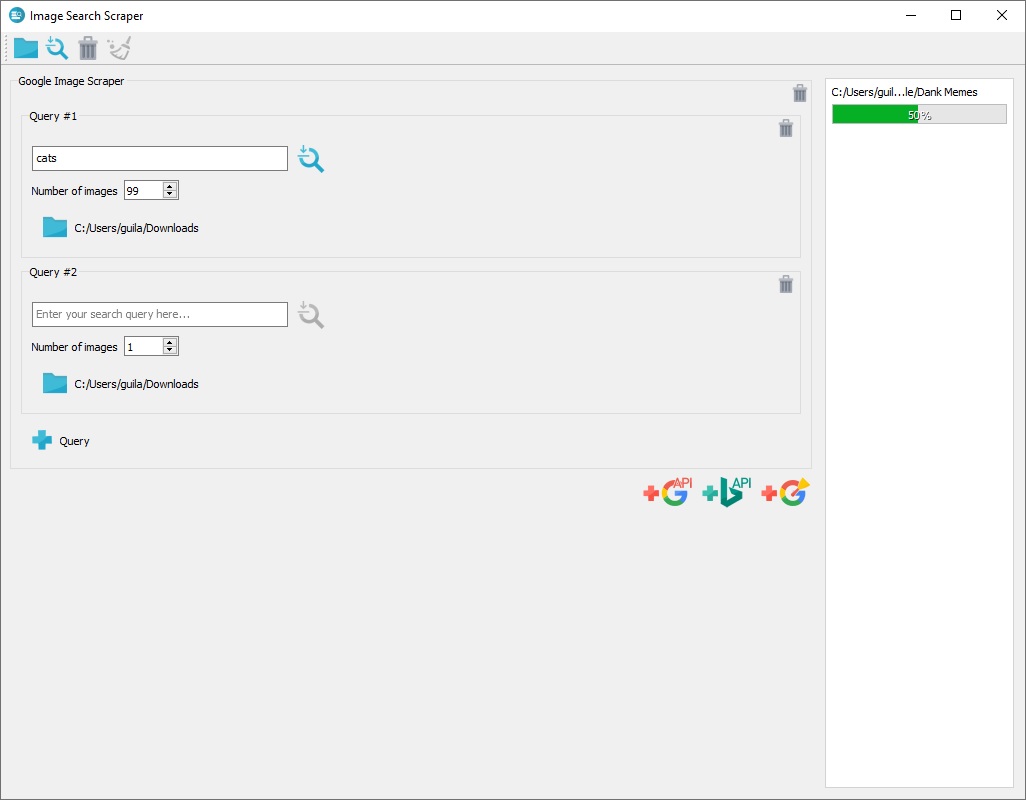 Image Search Scraper
Google Image Scraper
Query #1
cats
Number of images 99
C:/Users/guila/Downloads
Query #2
Enter your search query here...
Number of images 1
C:/Users/guila/Downloads
Query
API
API
C:/Users/guil...le/Dank Memes
50%